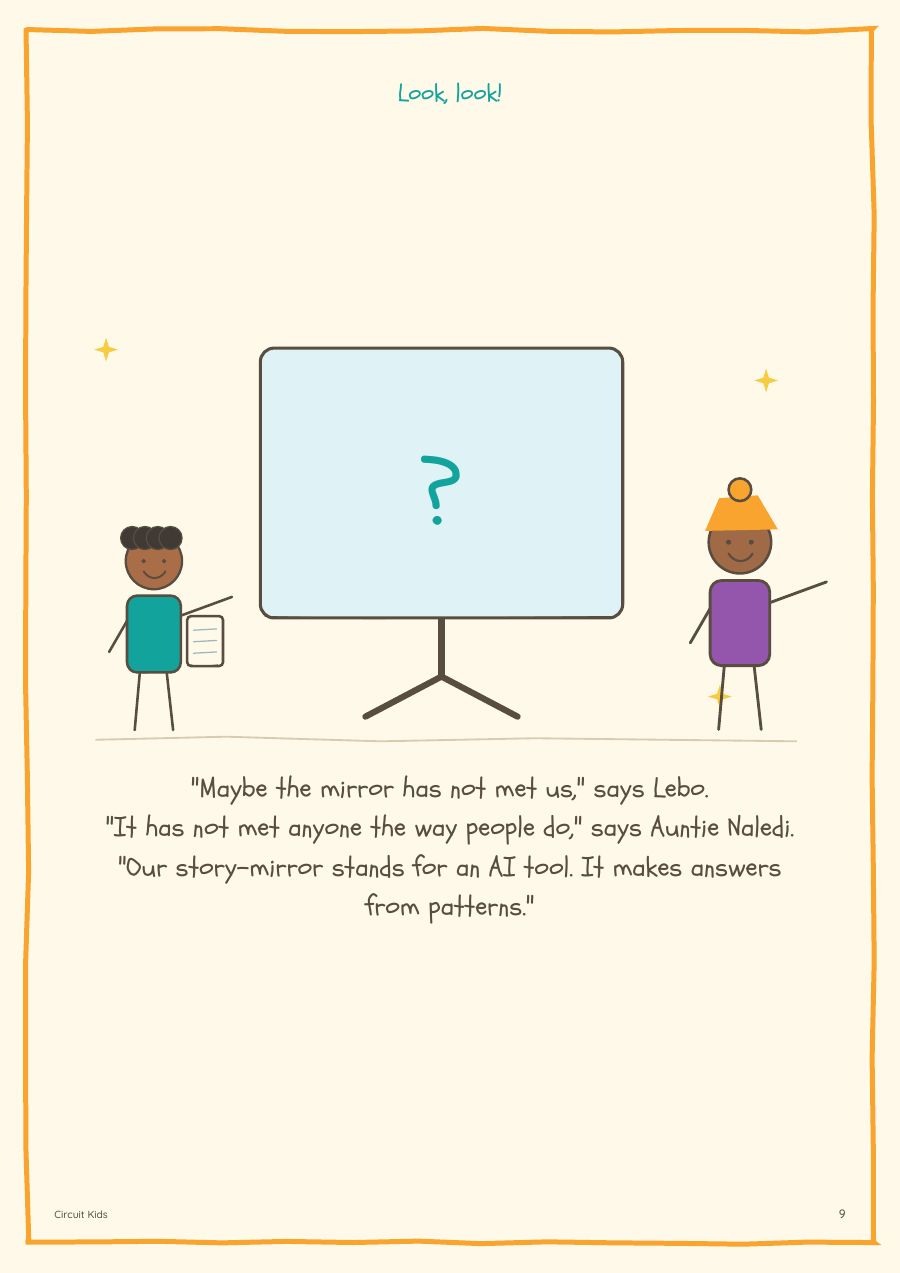 Look, look!
?
"Maybe the mirror has not met us," says Lebo.
"It has not met anyone the way people do," says Auntie Naledi.
"Our story-mirror stands for an AI tool. It makes answers
from patterns."
Circuit Kids
9